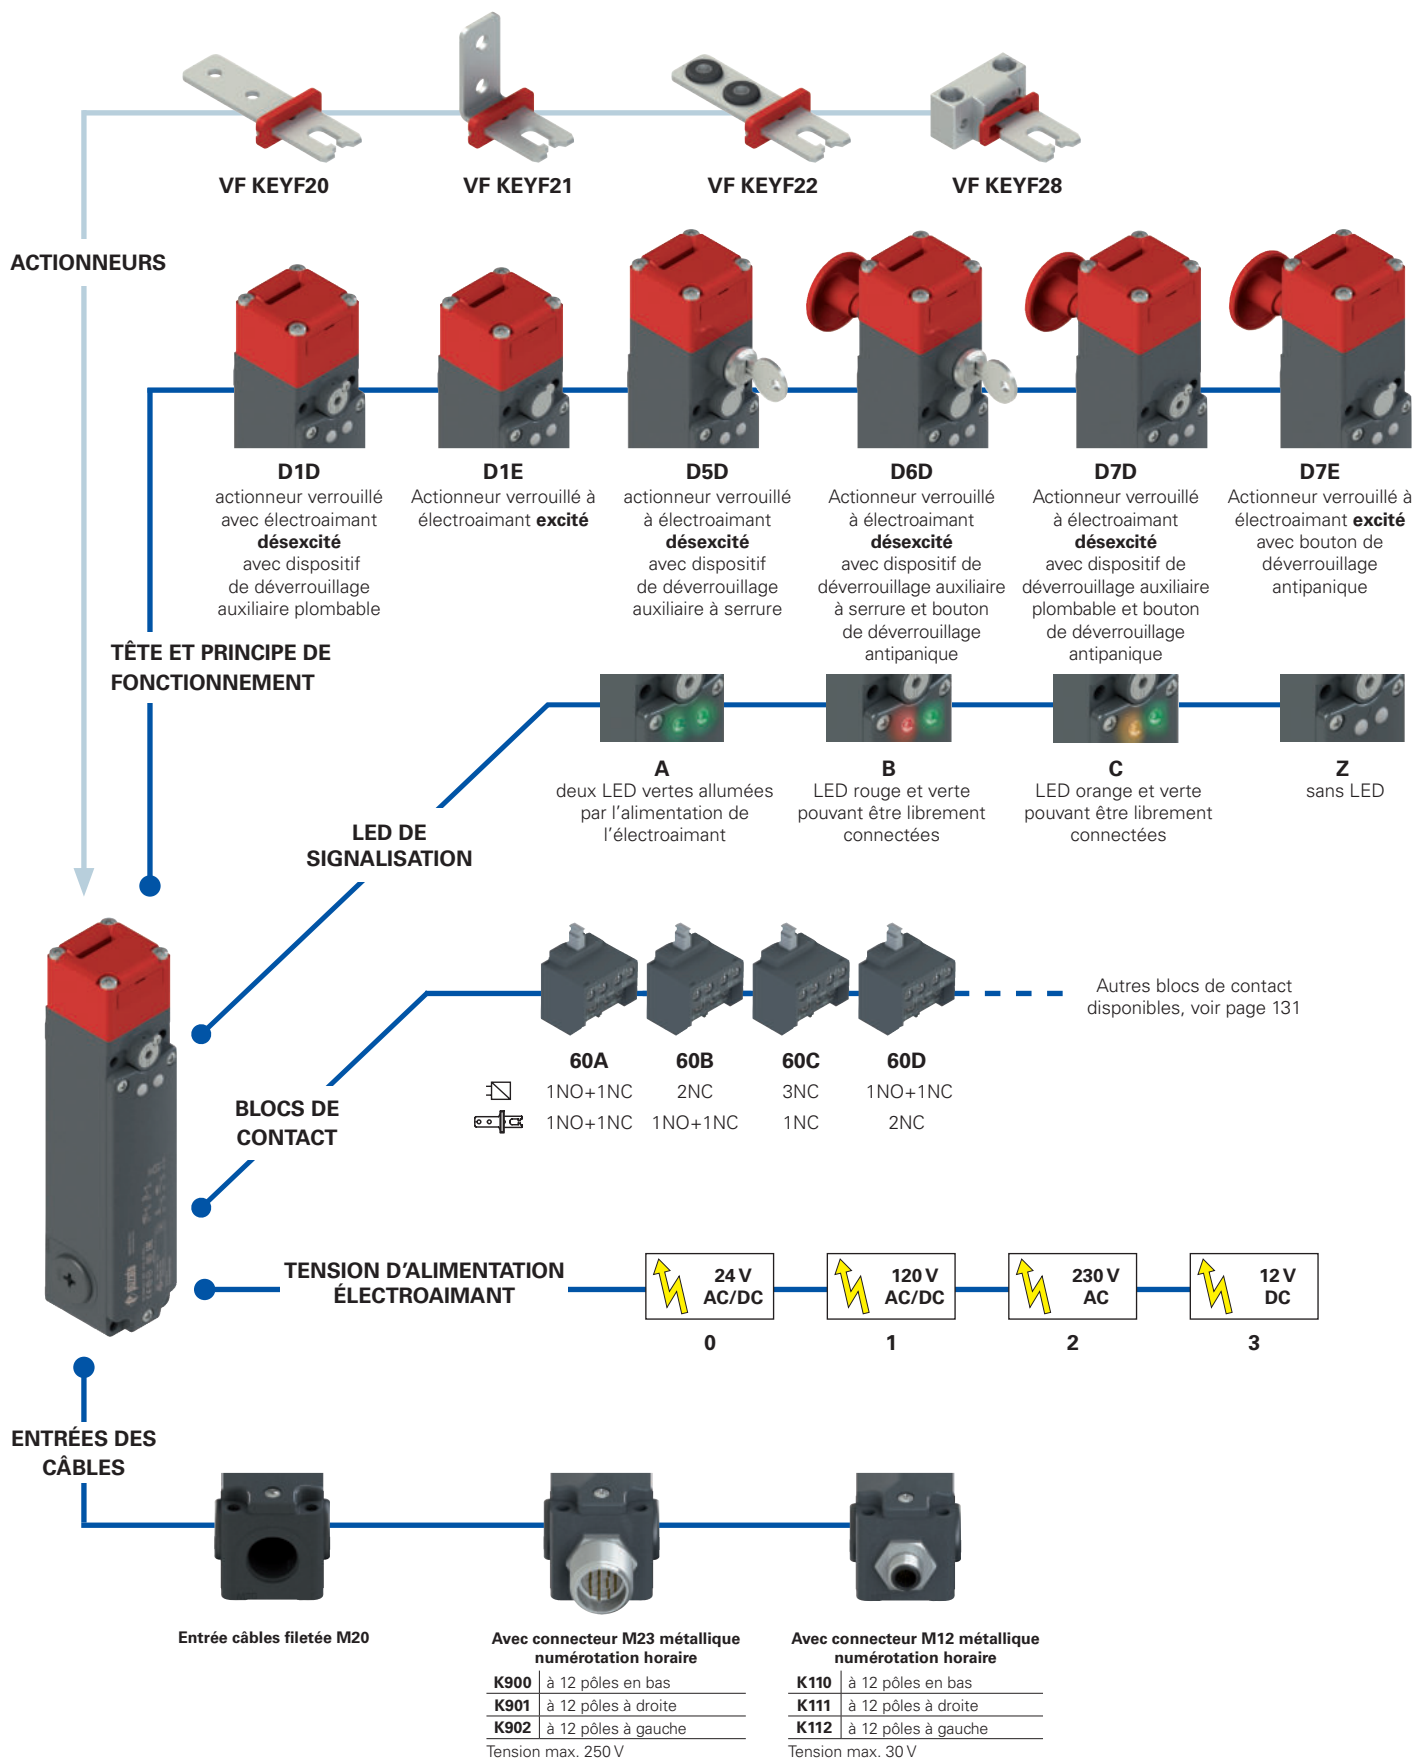 VF KEYF20
VF KEYF21
VF KEYF22
VF KEYF28
ACTIONNEURS
D1D
actionneur verrouillé
avec électroaimant
désexcité
avec dispositif
de déverrouillage
auxiliaire plombable
D1E
Actionneur verrouillé à
électroaimant excité
D5D
actionneur verrouillé
à électroaimant
désexcité
avec dispositif
de déverrouillage
auxiliaire à serrure
D6D
Actionneur verrouillé
à électroaimant
désexcité
avec dispositif de
déverrouillage auxiliaire
à serrure et bouton
de déverrouillage
antipanique
D7D
Actionneur verrouillé
à électroaimant
désexcité
avec dispositif de
déverrouillage auxiliaire
plombable et bouton
de déverrouillage
antipanique
D7E
Actionneur verrouillé à
électroaimant excité
avec bouton de
déverrouillage
antipanique
TÊTE ET PRINCIPE DE
FONCTIONNEMENT
A
deux LED vertes allumées
par l'alimentation de
l'électroaimant
B
LED rouge et verte
pouvant être librement
connectées
C
LED orange et verte
pouvant être librement
connectées
Z
sans LED
LED DE
SIGNALISATION
Autres blocs de contact
disponibles, voir page 131
60A 60B 60C 60D
1NO+1NC 2NC 3NC 1NO+1NC
1NO+1NC 1NO+1NC 1NC 2NC
BLOCS DE
CONTACT
TENSION D'ALIMENTATION
ÉLECTROAIMANT
24 V
AC/DC
0
120 V
AC/DC
1
230 V
AC
2
12 V
DC
3
ENTRÉES DES
CÂBLES
Entrée câbles filetée M20
Avec connecteur M23 métallique
numérotation horaire
K900 à 12 pôles en bas
K901 à 12 pôles à droite
K902 à 12 pôles à gauche
Tension max. 250 V
Avec connecteur M12 métallique
numérotation horaire
K110 à 12 pôles en bas
K111 à 12 pôles à droite
K112 à 12 pôles à gauche
Tension max. 30 V